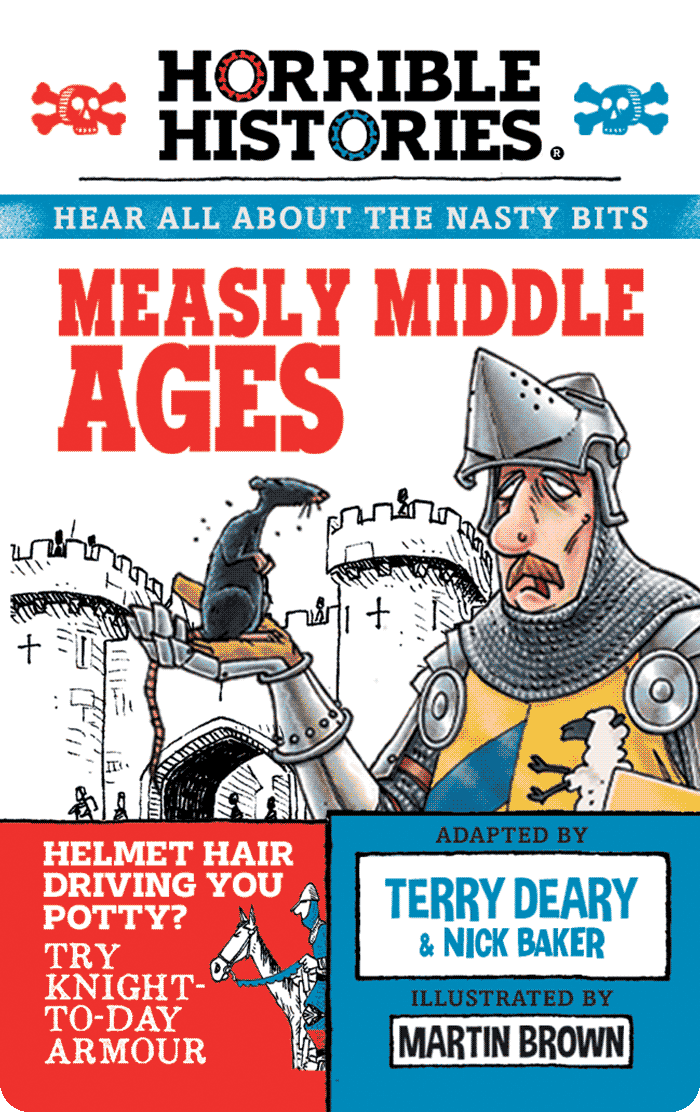 HORRIBLE
HISTORIES®
HEAR ALL ABOUT THE NASTY BITS
MEASLY MIDDLE
AGES
HELMET HAIR
DRIVING YOU
POTTY?
TRY
KNIGHT-
TO-DAY
ARMOUR
ADAPTED BY
TERRY DEARY
& NICK BAKER
ILLUSTRATED BY
MARTIN BROWN